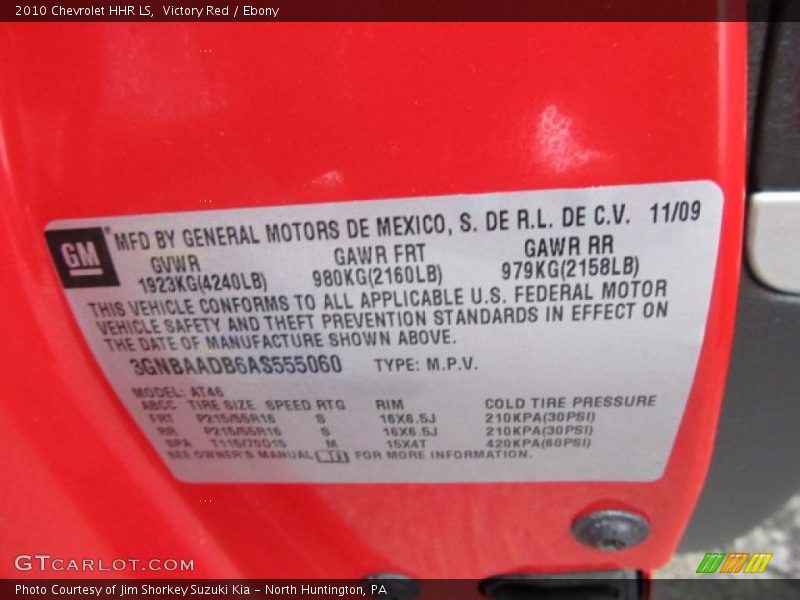 2010 Chevrolet HHR LS, Victory Red / Ebony
GM
MFD BY GENERAL MOTORS DE MEXICO, S. DE R.L. DE C.V. 11/09
GVWR GAWR FRT GAWR RR
1923KG(4240LB) 980KG(2160LB) 979KG(2158LB)
THIS VEHICLE CONFORMS TO ALL APPLICABLE U.S. FEDERAL MOTOR
VEHICLE SAFETY AND THEFT PREVENTION STANDARDS IN EFFECT ON
THE DATE OF MANUFACTURE SHOWN ABOVE.
3GNBAADB6AS555060 TYPE: M.P.V.
MODEL: AT46
ABCC TIRE SIZE SPEED RTG RIM COLD TIRE PRESSURE
FRT P215/55R16 S 16X6.5J 210KPA(30PSI)
RR P215/55R16 S 16X6.5J 210KPA(30PSI)
SPA T115/70D15 M 15X4T 420KPA(60PSI)
SEE OWNER'S MANUAL FOR MORE INFORMATION.
GTCARLOT.COM
Photo Courtesy of Jim Shorkey Suzuki Kia - North Huntington, PA